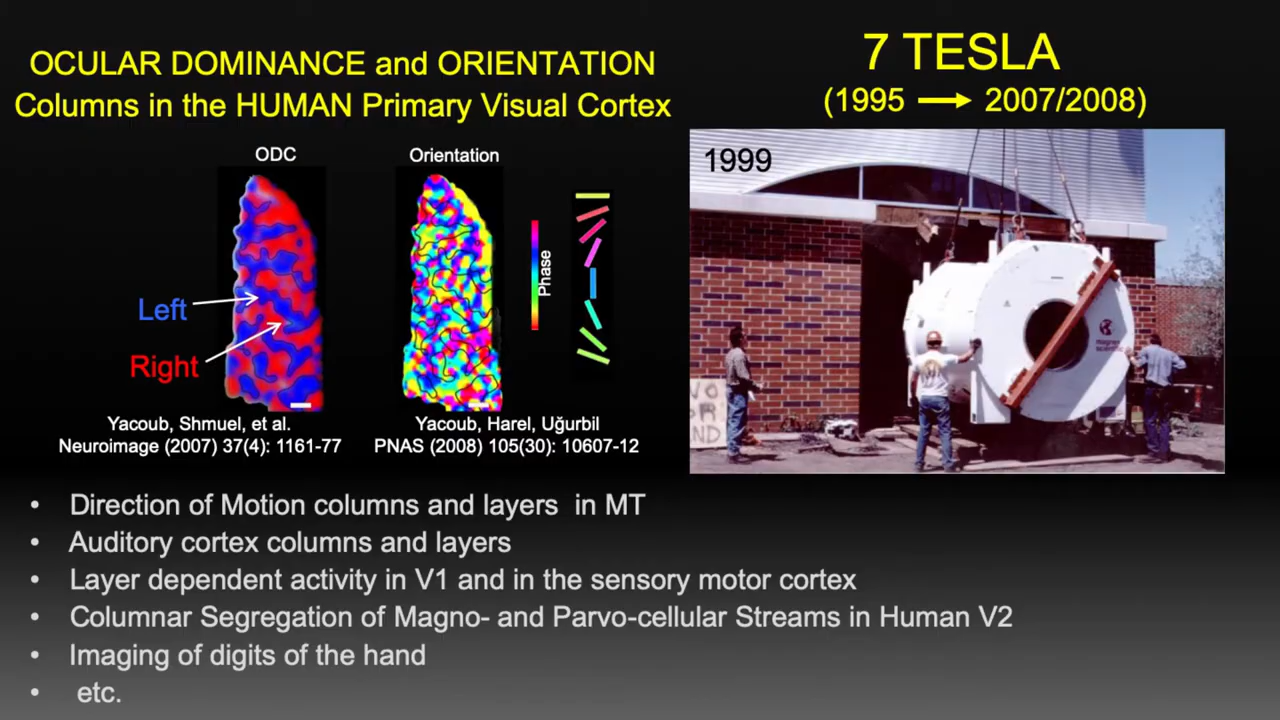 OCULAR DOMINANCE and ORIENTATION
Columns in the HUMAN Primary Visual Cortex
ODC
Orientation
Left
Right
Phase
Yacoub, Shmuel, et al.
Neuroimage (2007) 37(4): 1161-77
Yacoub, Harel, Uğurbil
PNAS (2008) 105(30): 10607-12
7 TESLA
(1995 → 2007/2008)
1999
magnex
scientific
• Direction of Motion columns and layers in MT
• Auditory cortex columns and layers
• Layer dependent activity in V1 and in the sensory motor cortex
• Columnar Segregation of Magno- and Parvo-cellular Streams in Human V2
• Imaging of digits of the hand
• etc.